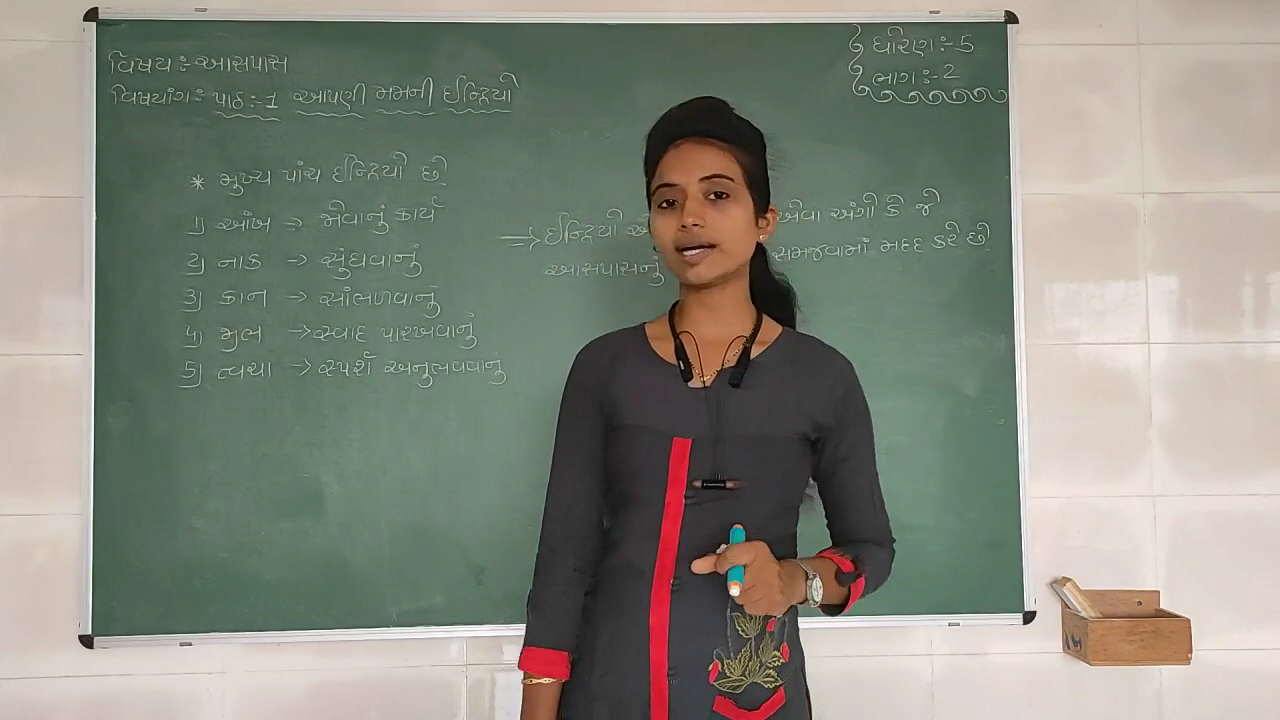 વિષય :- આસપાસ
વિષયાંગ:- પાઠ :- 1 આપણી મમની ઈન્દ્રિયો
ધોરણ :- 5
ભાગ :- 2
* મુખ્ય પાંચ ઈન્દ્રિયો છે.
1) આંખ → જોવાનું કાર્ય
2) નાક → સુંઘવાનું
3) કાન → સાંભળવાનું
4) જીભ → સ્વાદ પારખવાનું
5) ત્વચા → સ્પર્શ અનુભવવાનું
⇒ ઈન્દ્રિયો એવા અંગો કે જે
આસપાસનું સમજવામાં મદદ કરે છે.